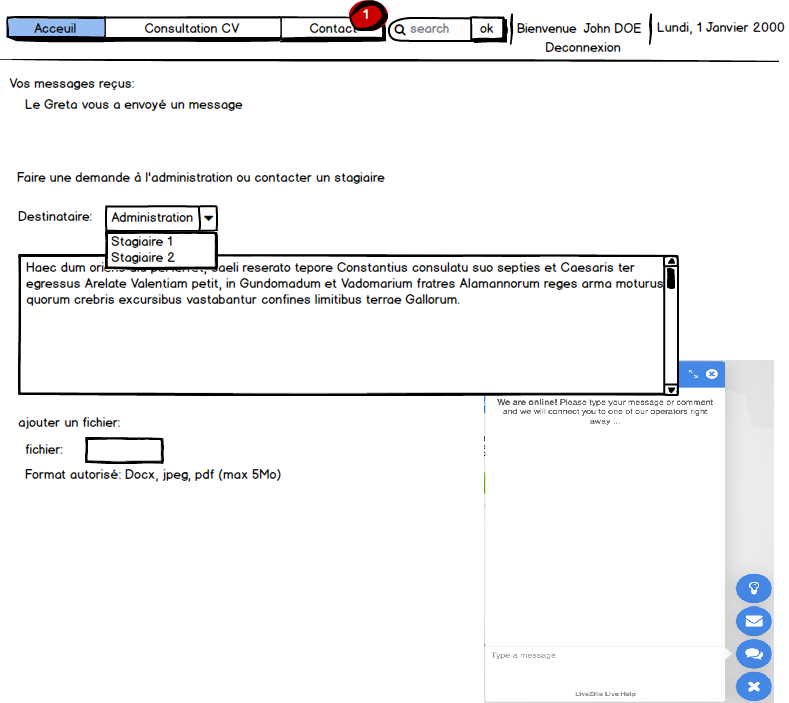 Acceuil Consultation CV Contact 1 search ok Bienvenue John DOE Lundi, 1 Janvier 2000
Deconnexion
Vos messages reçus:
Le Greta vous a envoyé un message
Faire une demande à l'administration ou contacter un stagiaire
Destinataire: Administration
Stagiaire 1
Stagiaire 2
Haec dum oriens diu perferret, caeli reserato tepore Constantius consulatu suo septies et Caesaris ter
egressus Arelate Valentiam petit, in Gundomadum et Vadomarium fratres Alamannorum reges arma moturus
quorum crebris excursibus vastabantur confines limitibus terrae Gallorum.
We are online! Please type your message or comment
and we will connect you to one of our operators right
away ...
ajouter un fichier:
fichier:
Format autorisé: Docx, jpeg, pdf (max 5Mo)
Type a message
LiveZilla Live Help